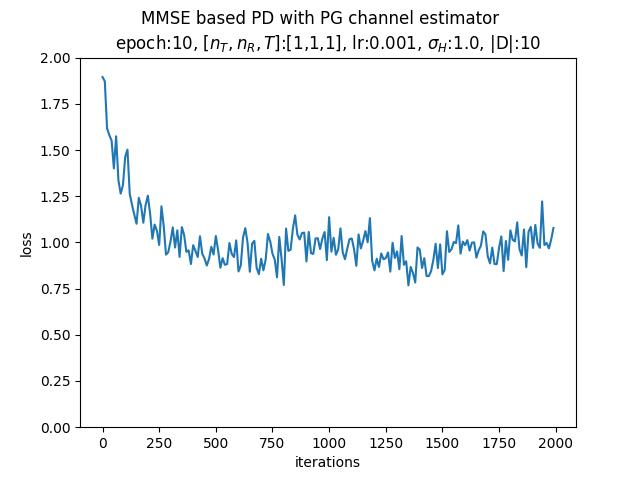 MMSE based PD with PG channel estimator
epoch:10, [n_T, n_R, T]:[1,1,1], lr:0.001, σ_H:1.0, |D|:10
2.00
1.75
1.50
1.25
1.00
0.75
0.50
0.25
0.00
loss
0 250 500 750 1000 1250 1500 1750 2000
iterations